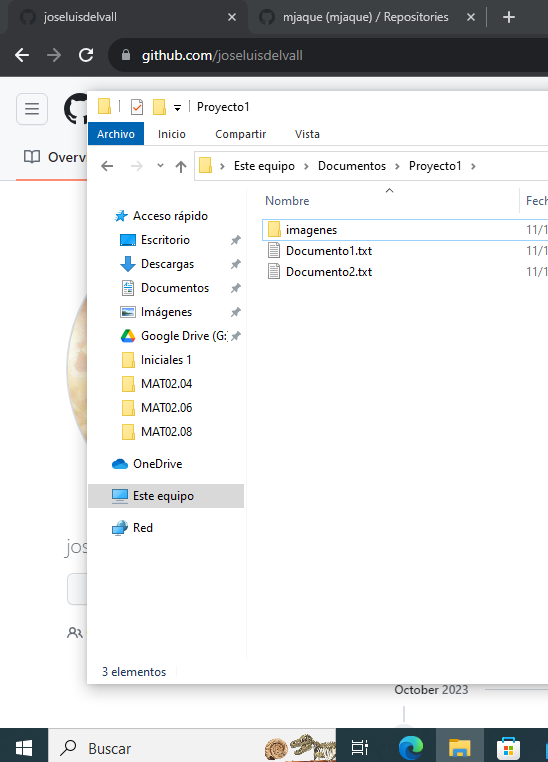 joseluisdelvall
mjaque (mjaque) / Repositories
github.com/joseluisdelvall
Proyecto1
Archivo Inicio Compartir Vista
Overv
Este equipo Documentos Proyecto1
Nombre Fech
Acceso rápido
Escritorio
Descargas
Documentos
Imágenes
Google Drive (G:
Iniciales 1
MAT02.04
MAT02.06
MAT02.08
OneDrive
Este equipo
Red
imagenes 11/1
Documento1.txt 11/1
Documento2.txt 11/1
jos
3 elementos
October 2023
Buscar